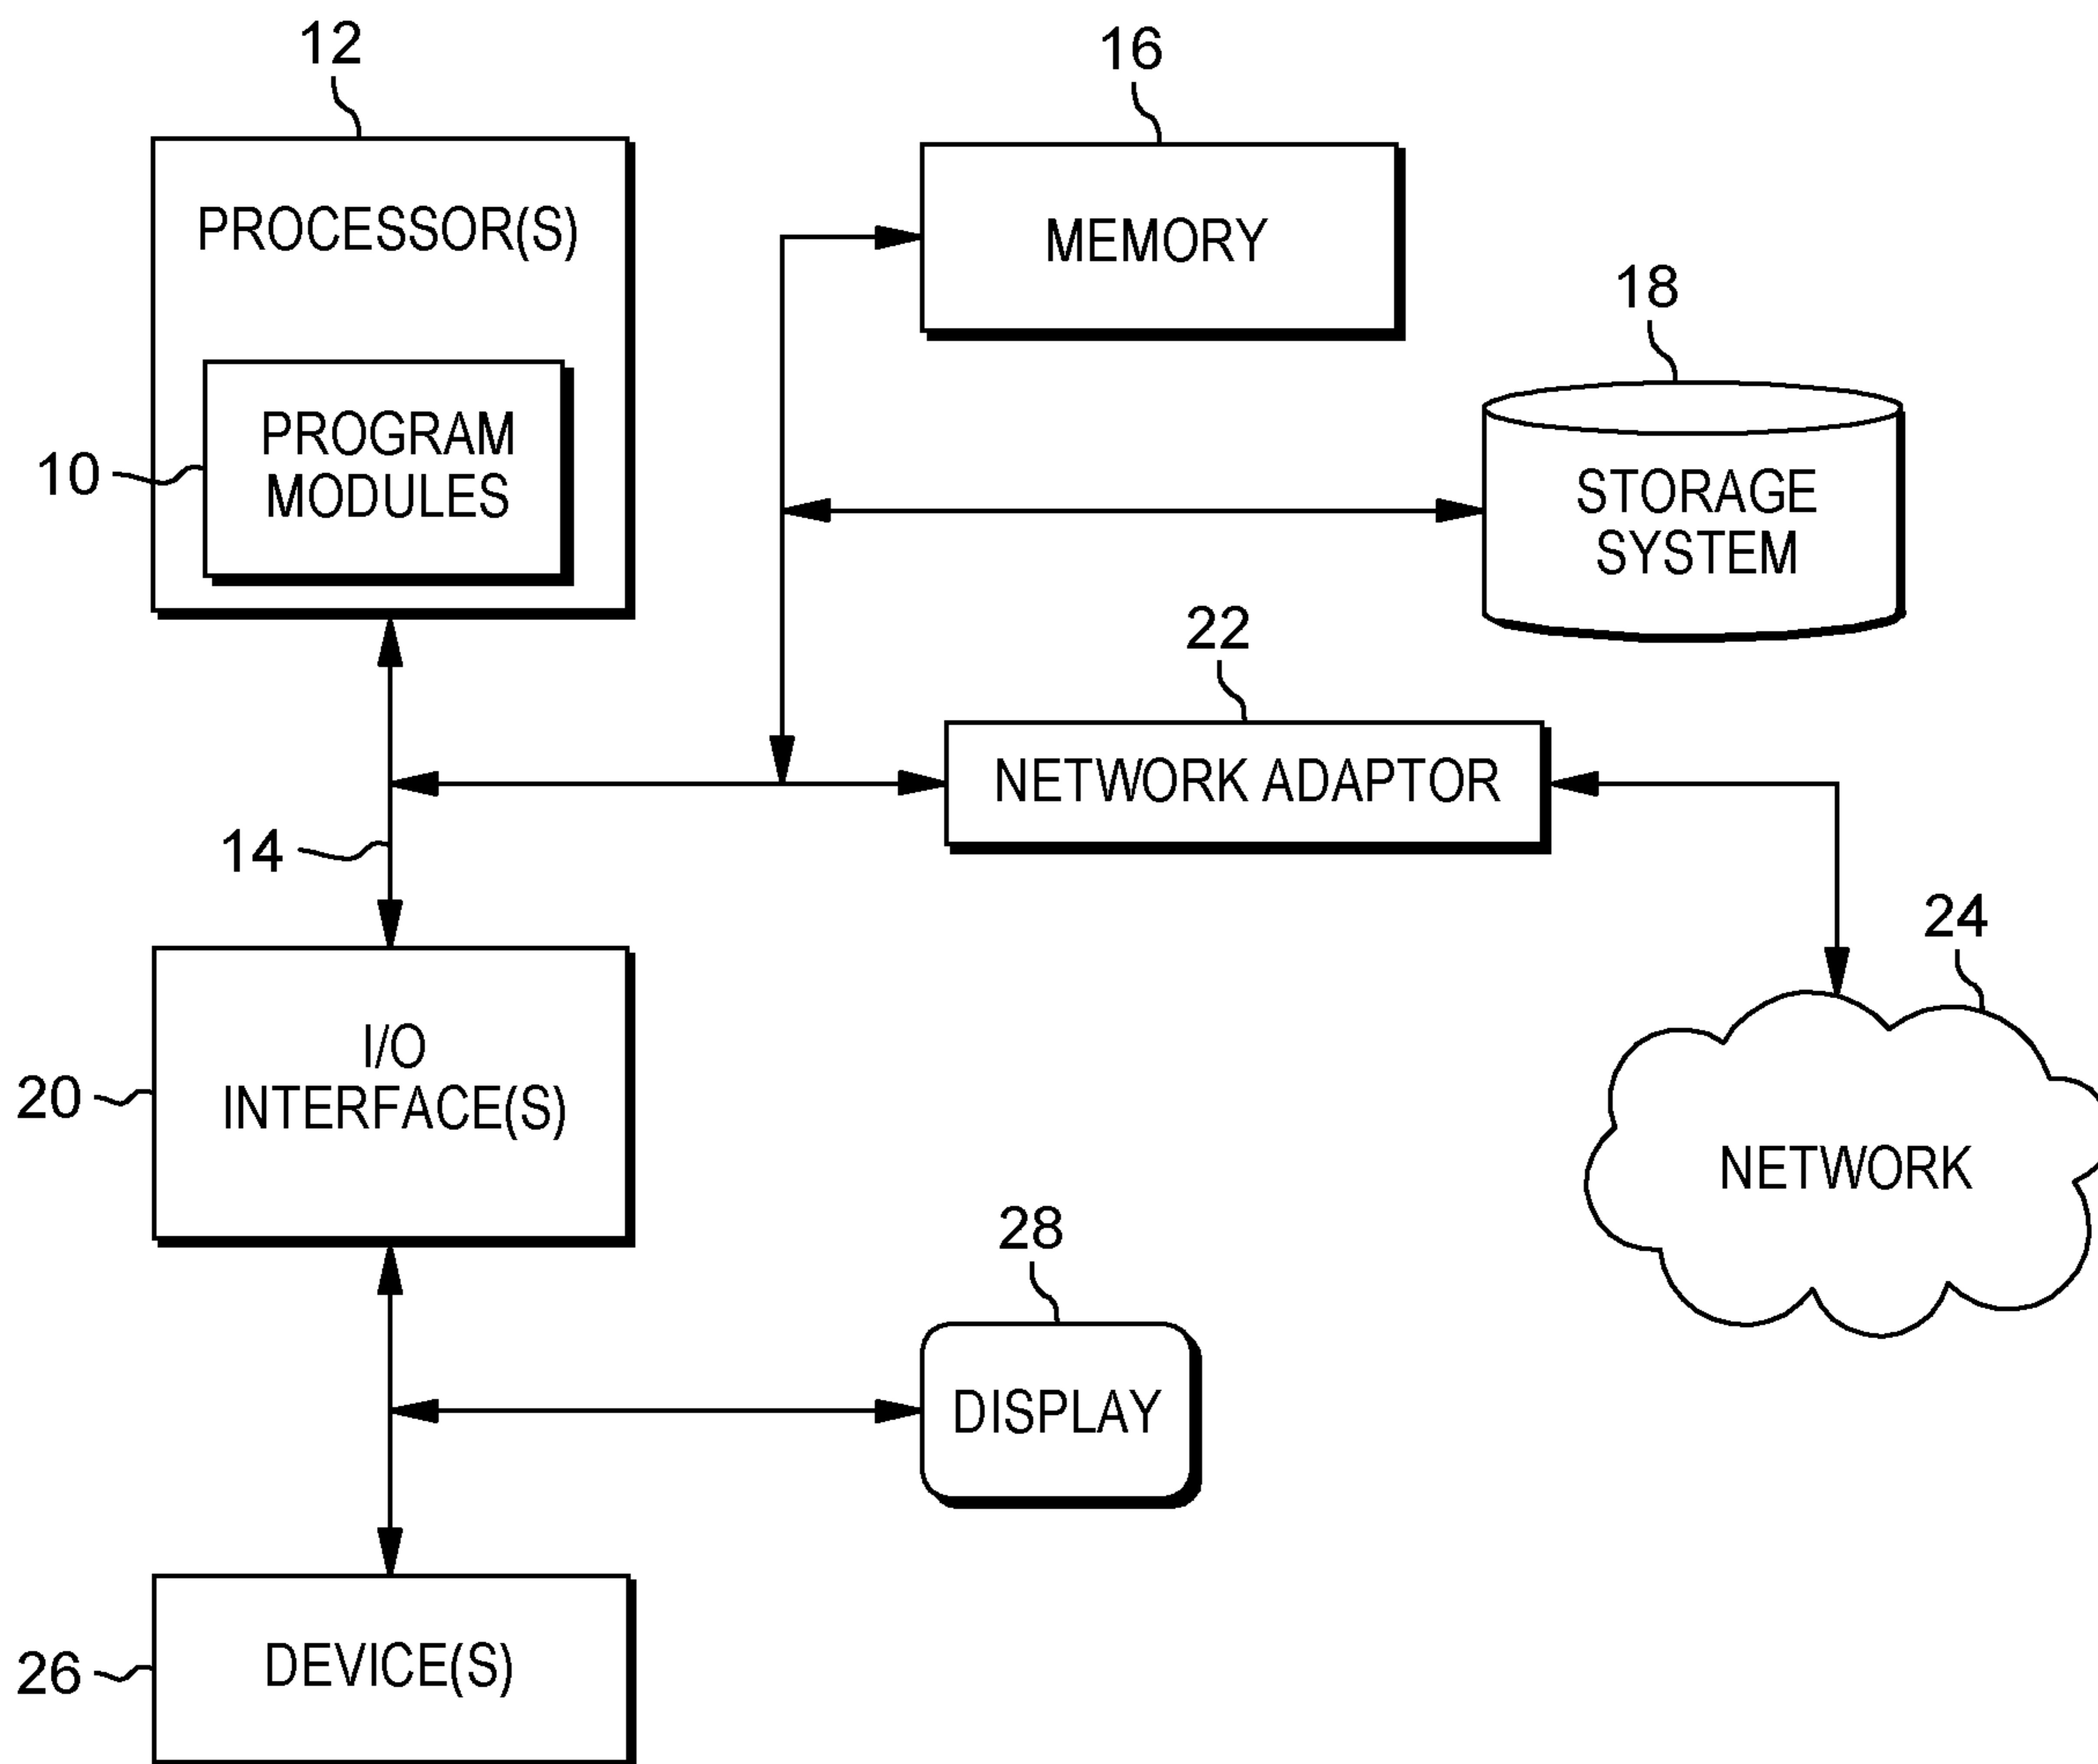 12
PROCESSOR(S)
10
PROGRAM
MODULES
16
MEMORY
18
STORAGE
SYSTEM
22
NETWORK ADAPTOR
14
24
NETWORK
20
I/O
INTERFACE(S)
28
DISPLAY
26
DEVICE(S)